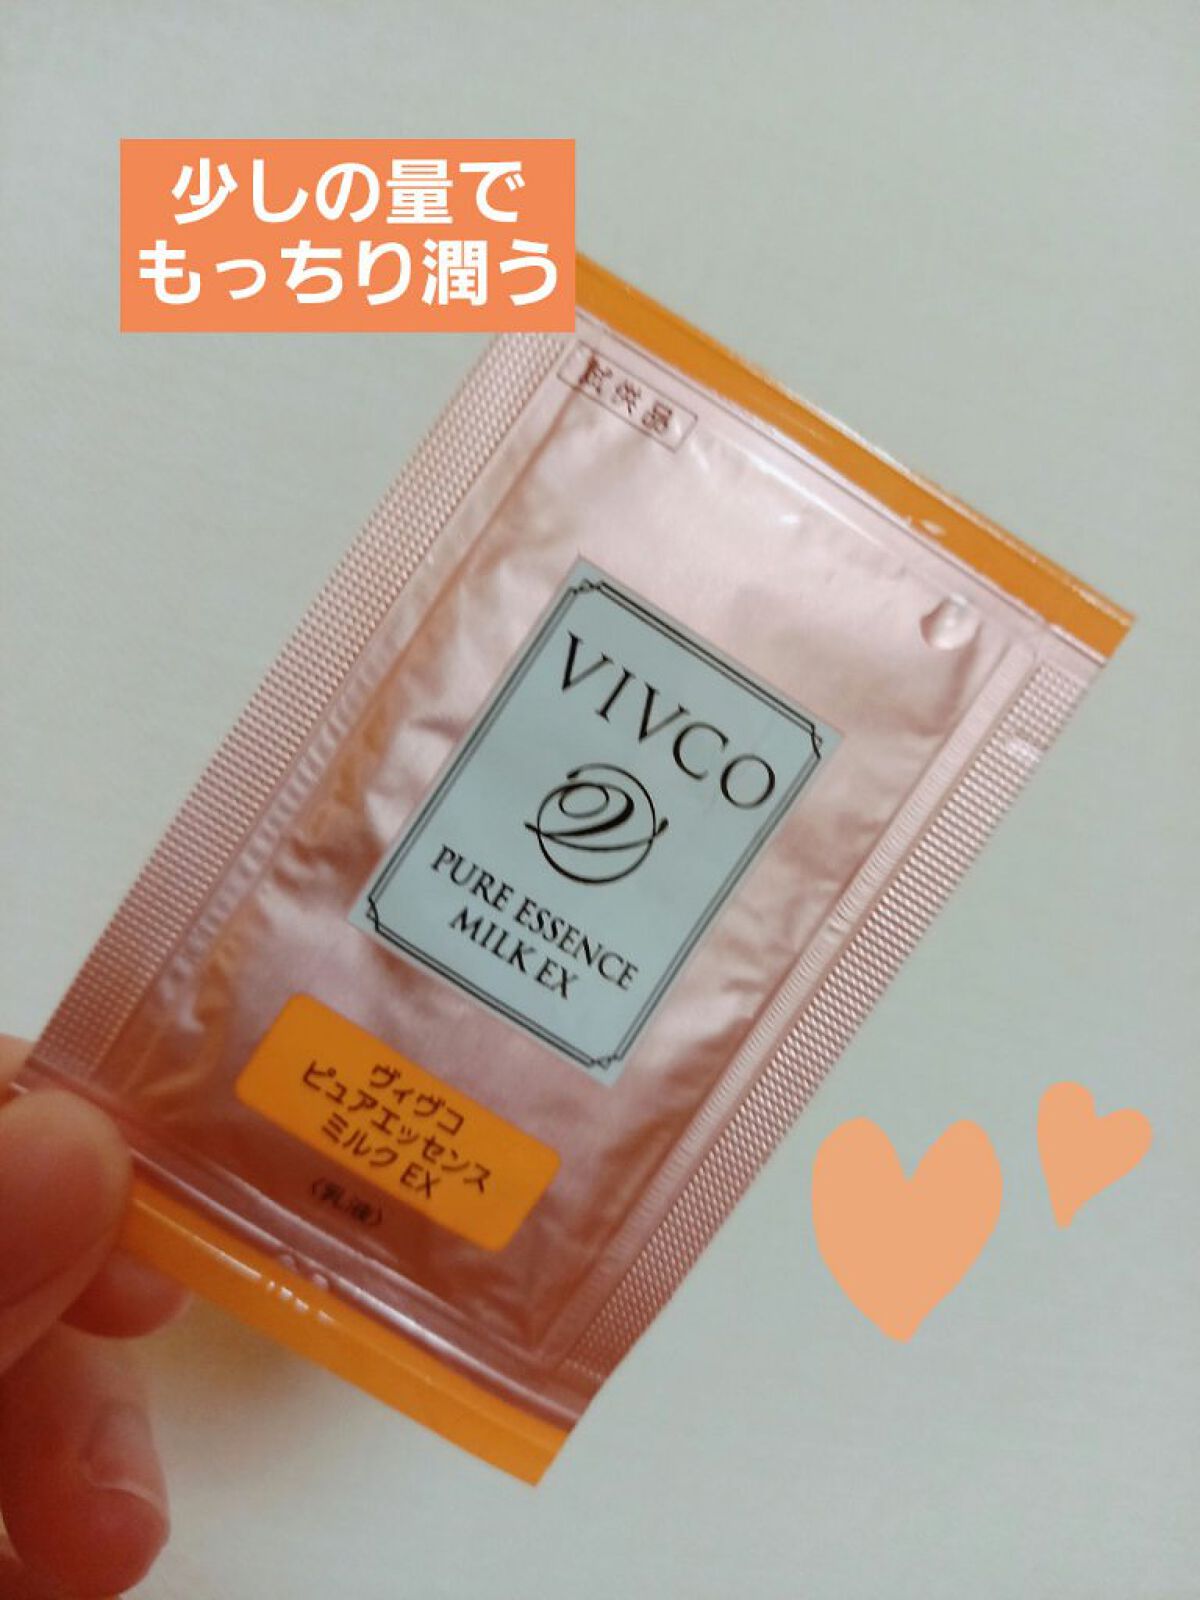 少しの量で
もっちり潤う
試供品
VIVCO
PURE ESSENCE
MILK EX
ヴィヴコ
ピュアエッセンス
ミルク EX
(乳液)